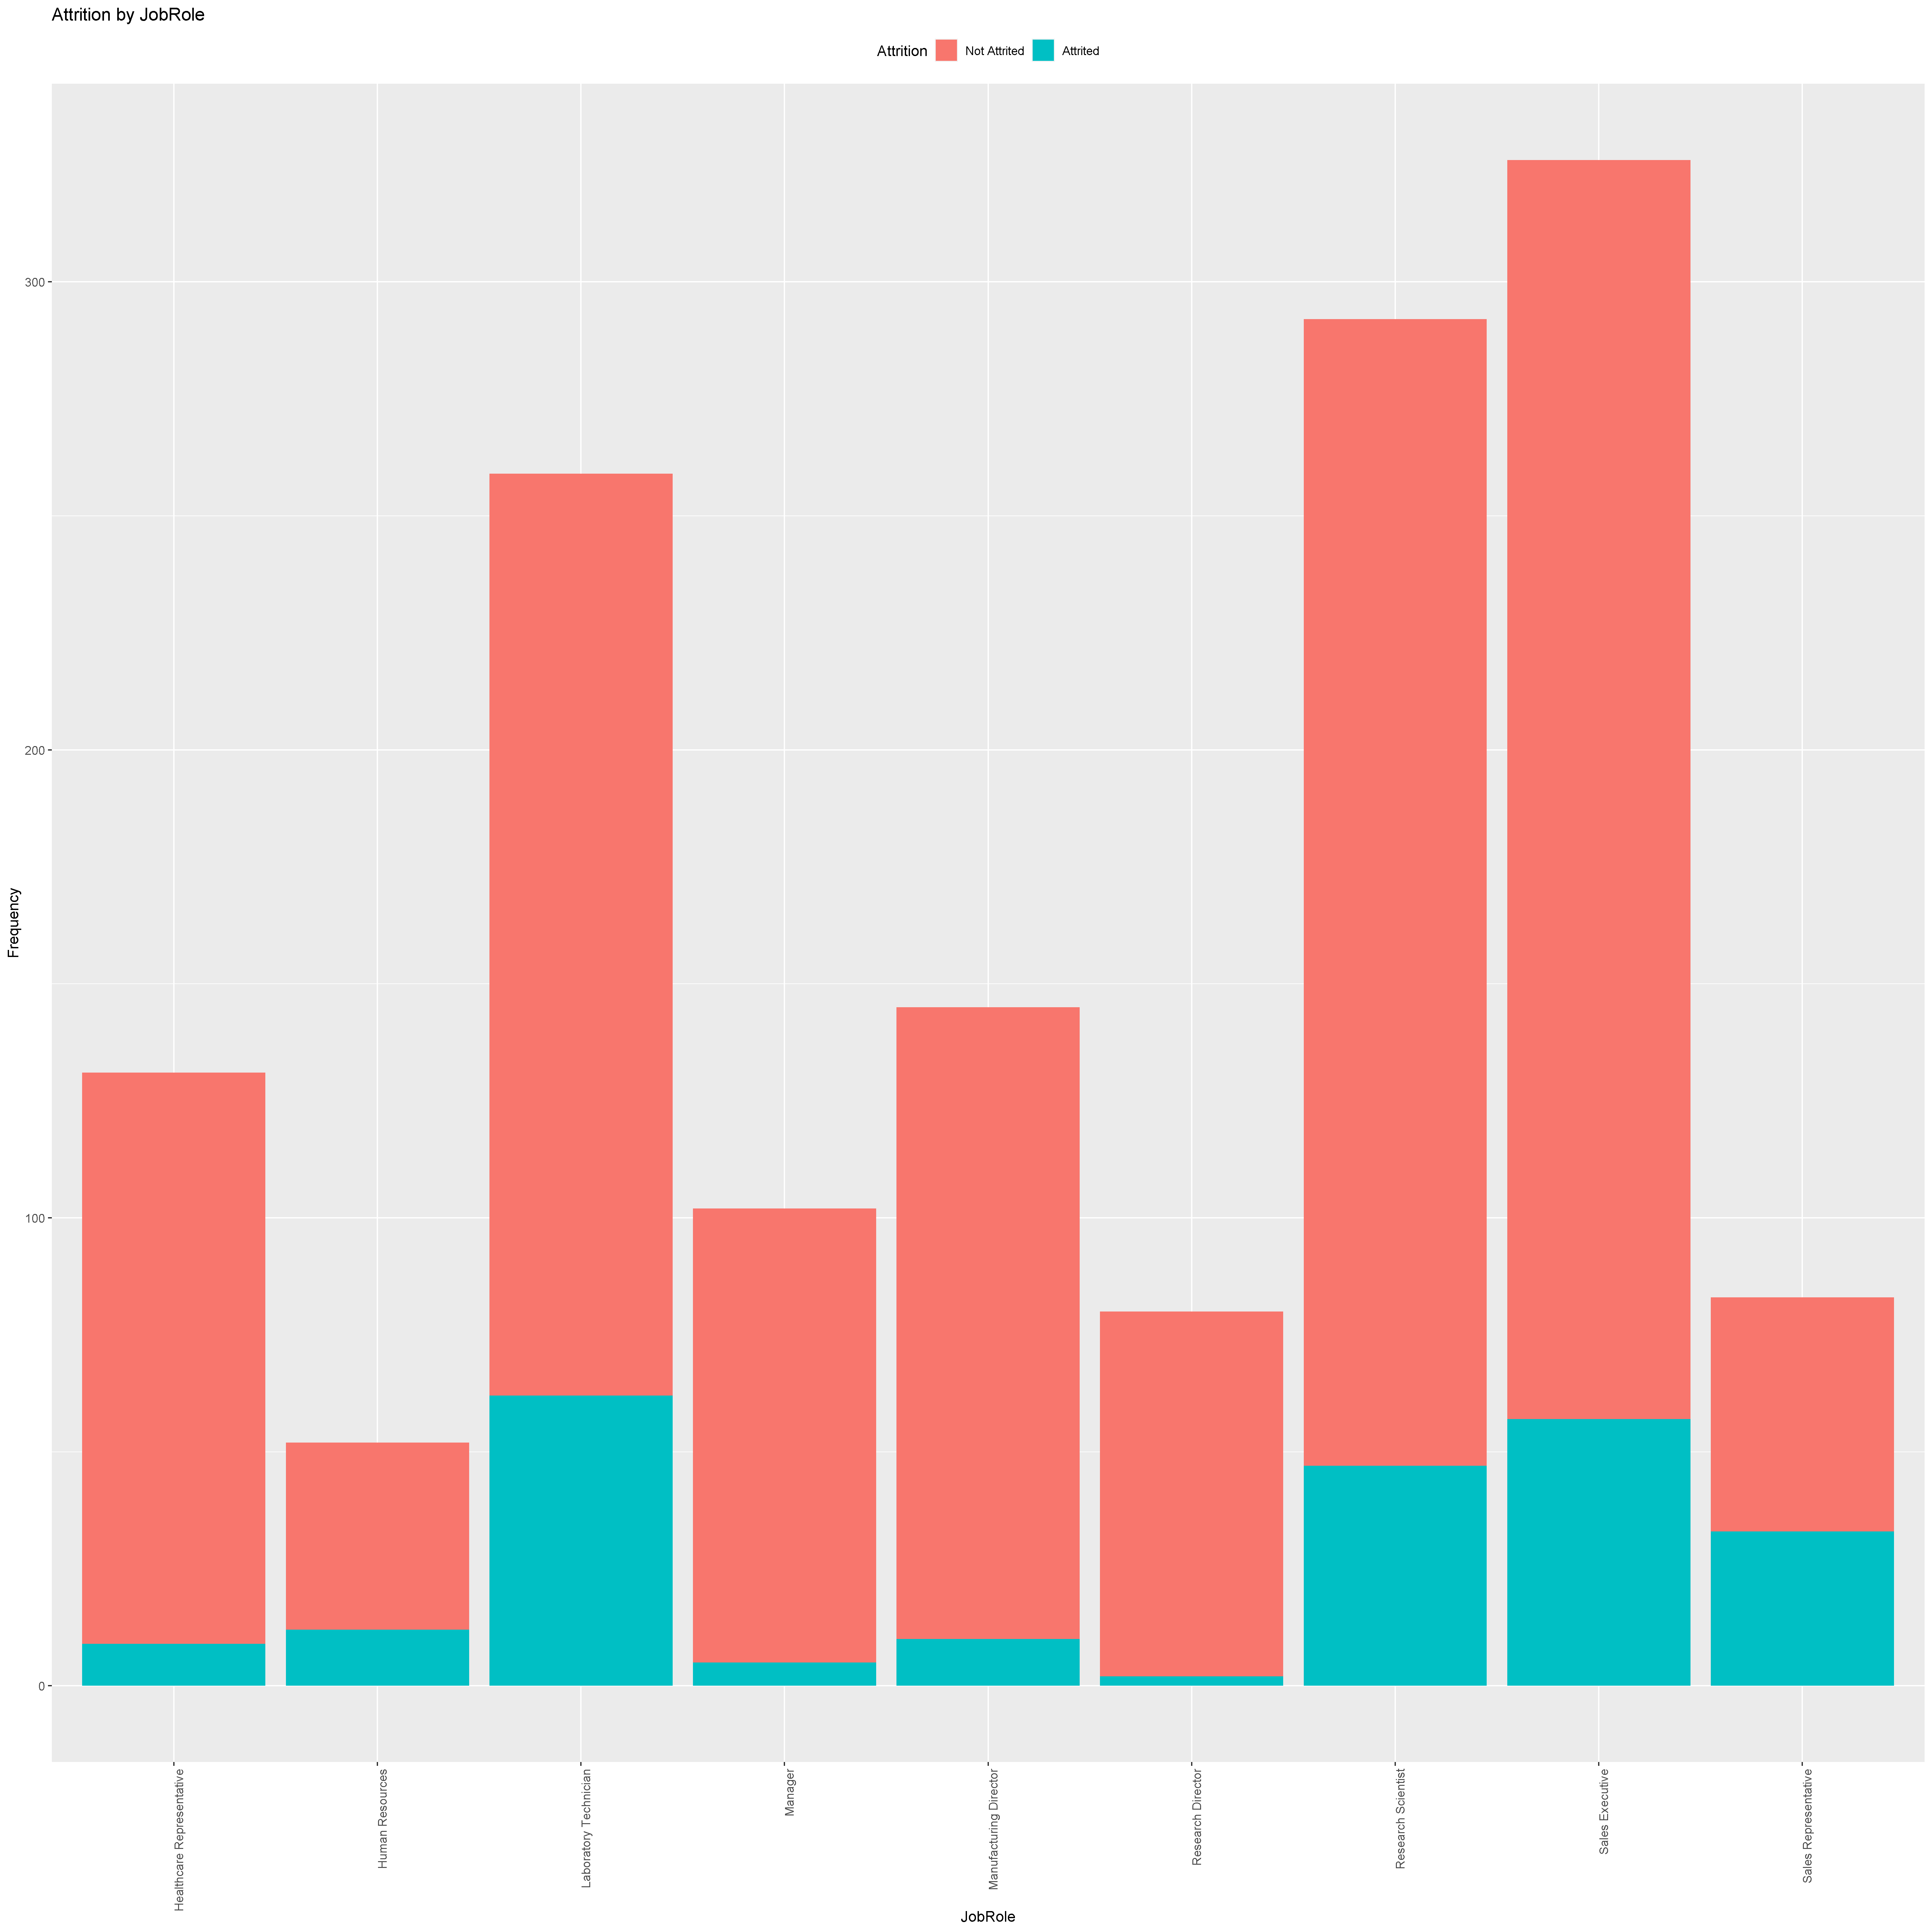 Attrition by JobRole
Attrition Not Attrited Attrited
Frequency
300
200
100
0
Healthcare Representative
Human Resources
Laboratory Technician
Manager
Manufacturing Director
Research Director
Research Scientist
Sales Executive
Sales Representative
JobRole